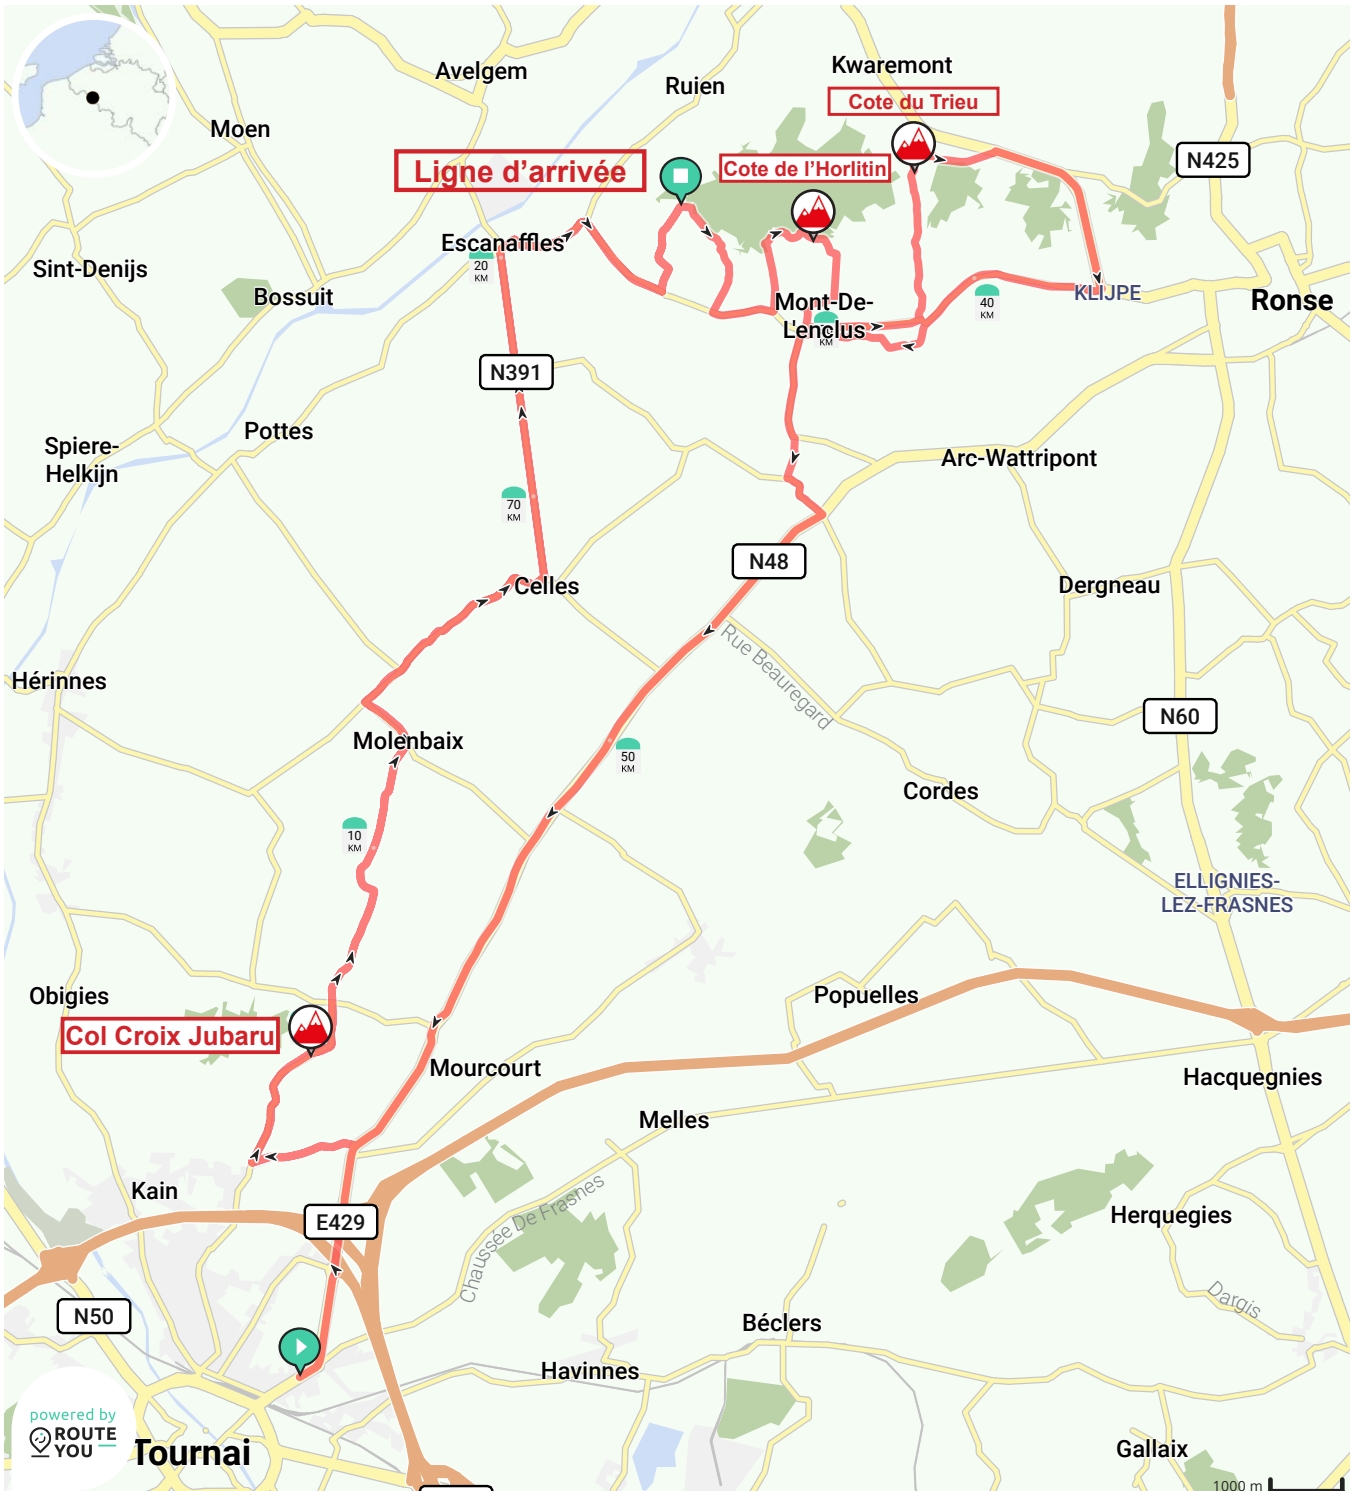 Avelgem
Ruien
Kwaremont
Cote du Trieu
Moen
N425
Ligne d'arrivée
Cote de l'Horlitin
Escanaffles
20
KM
Sint-Denijs
Bossuit
KLIJPE
Ronse
Mont-De-
L'enclus
KM
40
KM
N391
Pottes
Spiere-
Helkijn
Arc-Wattripont
70
KM
N48
Celles
Dergneau
Rue Beauregard
Hérinnes
N60
Molenbaix
50
KM
Cordes
10
KM
ELLIGNIES-
LEZ-FRASNES
Obigies
Popuelles
Col Croix Jubaru
Mourcourt
Hacquegnies
Melles
Kain
Chaussée De Frasnes
E429
Herquegies
Dargis
N50
Béclers
Havinnes
powered by
ROUTE
YOU
Tournai
Gallaix
1000 m